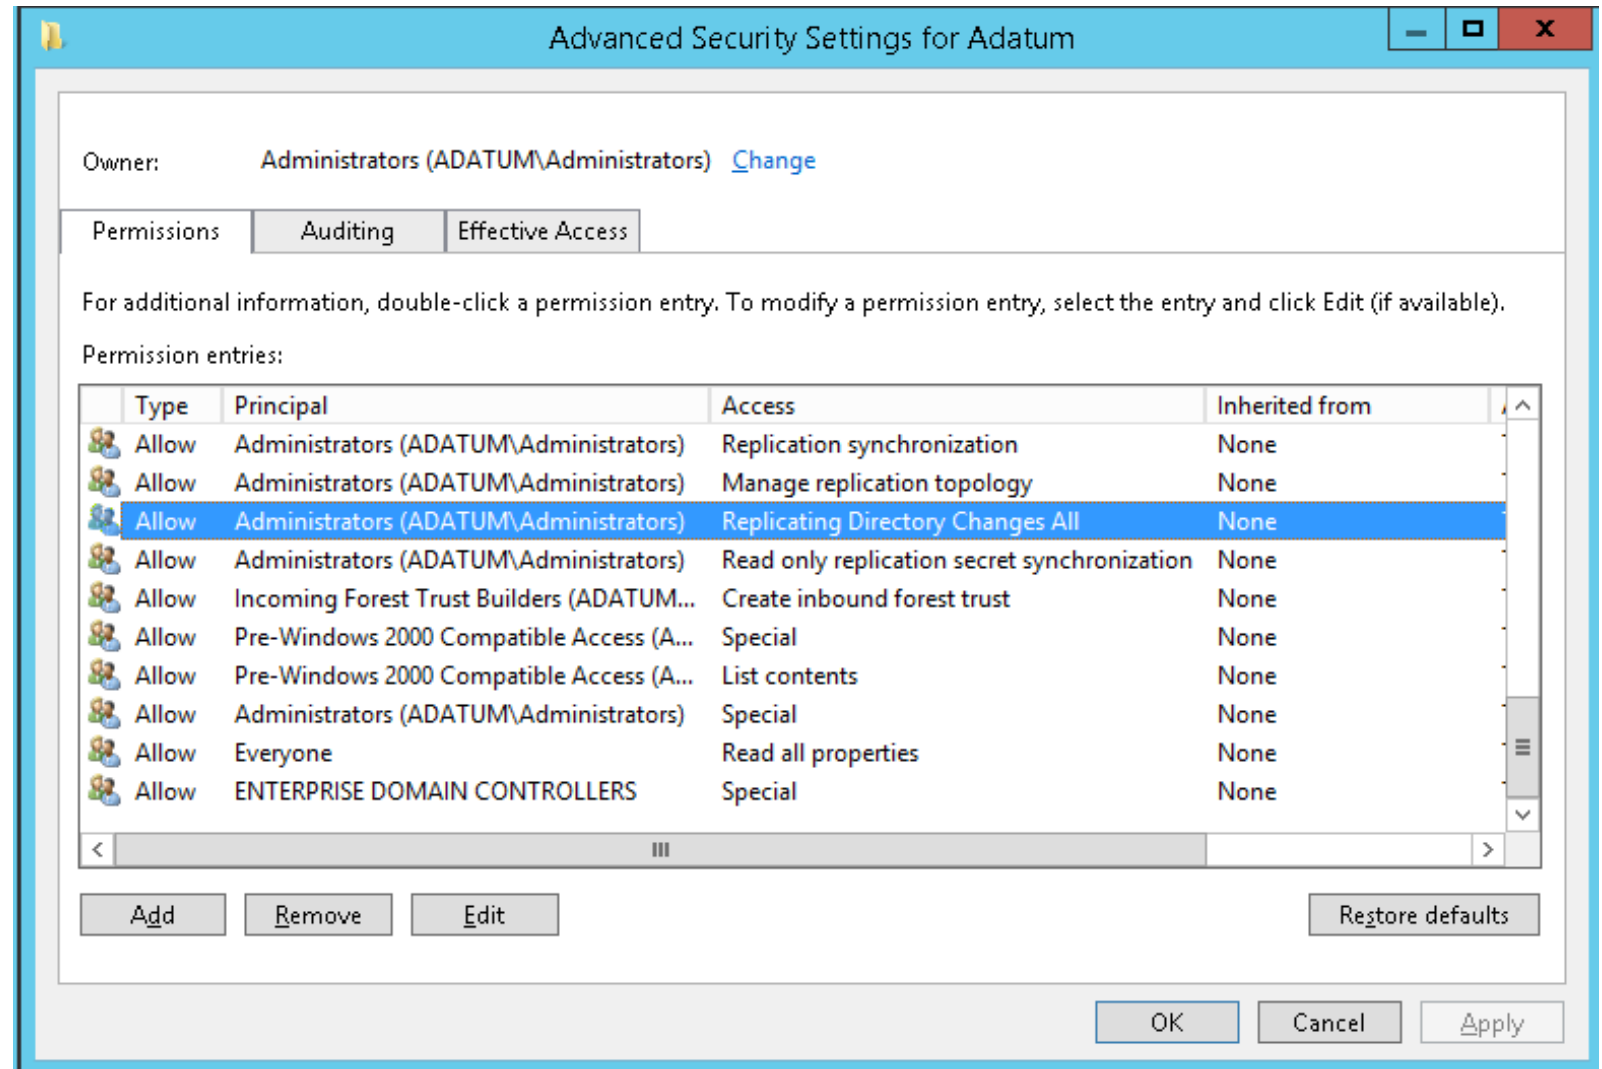 Advanced Security Settings for Adatum
Owner: Administrators (ADATUM\Administrators) Change
Permissions Auditing Effective Access
For additional information, double-click a permission entry. To modify a permission entry, select the entry and click Edit (if available).
Permission entries:
Type Principal Access Inherited from
Allow Administrators (ADATUM\Administrators) Replication synchronization None
Allow Administrators (ADATUM\Administrators) Manage replication topology None
Allow Administrators (ADATUM\Administrators) Replicating Directory Changes All None
Allow Administrators (ADATUM\Administrators) Read only replication secret synchronization None
Allow Incoming Forest Trust Builders (ADATUM... Create inbound forest trust None
Allow Pre-Windows 2000 Compatible Access (A... Special None
Allow Pre-Windows 2000 Compatible Access (A... List contents None
Allow Administrators (ADATUM\Administrators) Special None
Allow Everyone Read all properties None
Allow ENTERPRISE DOMAIN CONTROLLERS Special None
Add Remove Edit Restore defaults
OK Cancel Apply